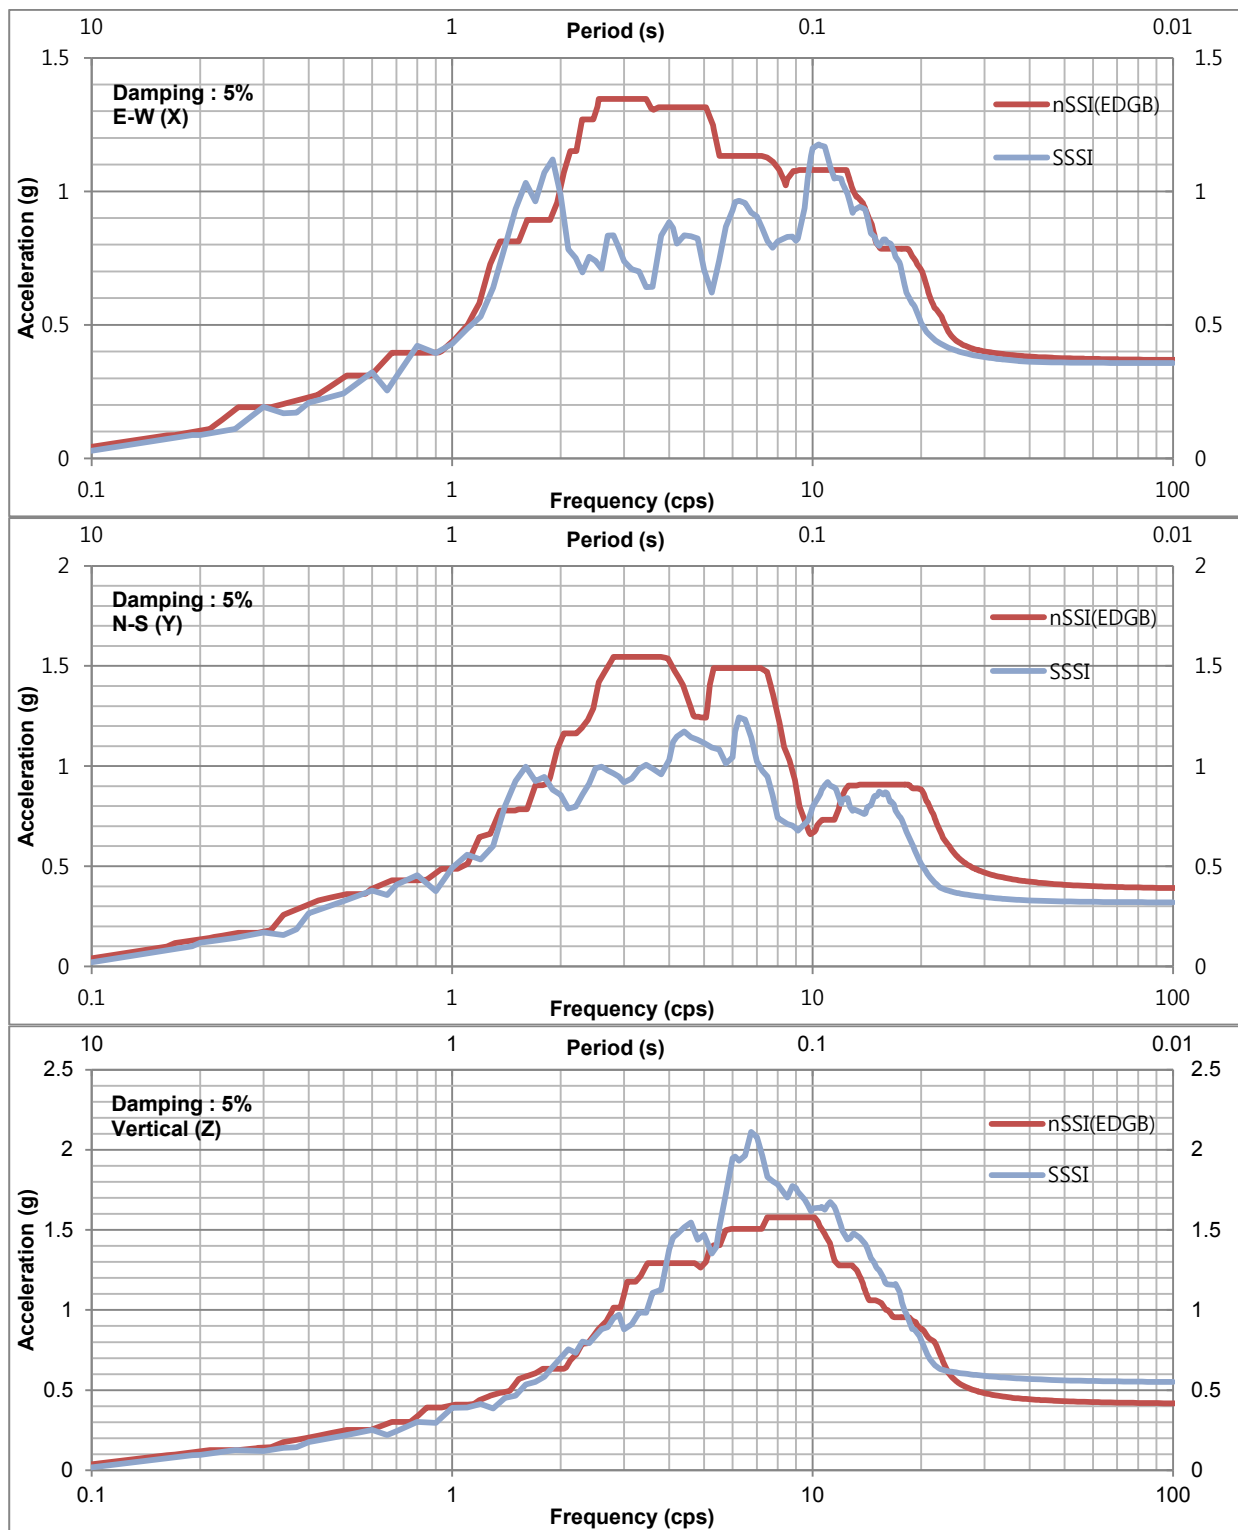 10 1 Period (s) 0.1 0.01
1.5 1.5
Damping : 5%
E-W (X)
nSSI(EDGB)
SSSI
1 1
Acceleration (g)
0.5 0.5
0 0
0.1 1 10 100
Frequency (cps)
10 1 Period (s) 0.1 0.01
2 2
Damping : 5%
N-S (Y)
nSSI(EDGB)
SSSI
1.5 1.5
Acceleration (g)
1 1
0.5 0.5
0 0
0.1 1 10 100
Frequency (cps)
10 1 Period (s) 0.1 0.01
2.5 2.5
Damping : 5%
Vertical (Z)
nSSI(EDGB)
SSSI
2 2
Acceleration (g)
1.5 1.5
1 1
0.5 0.5
0 0
0.1 1 10 100
Frequency (cps)